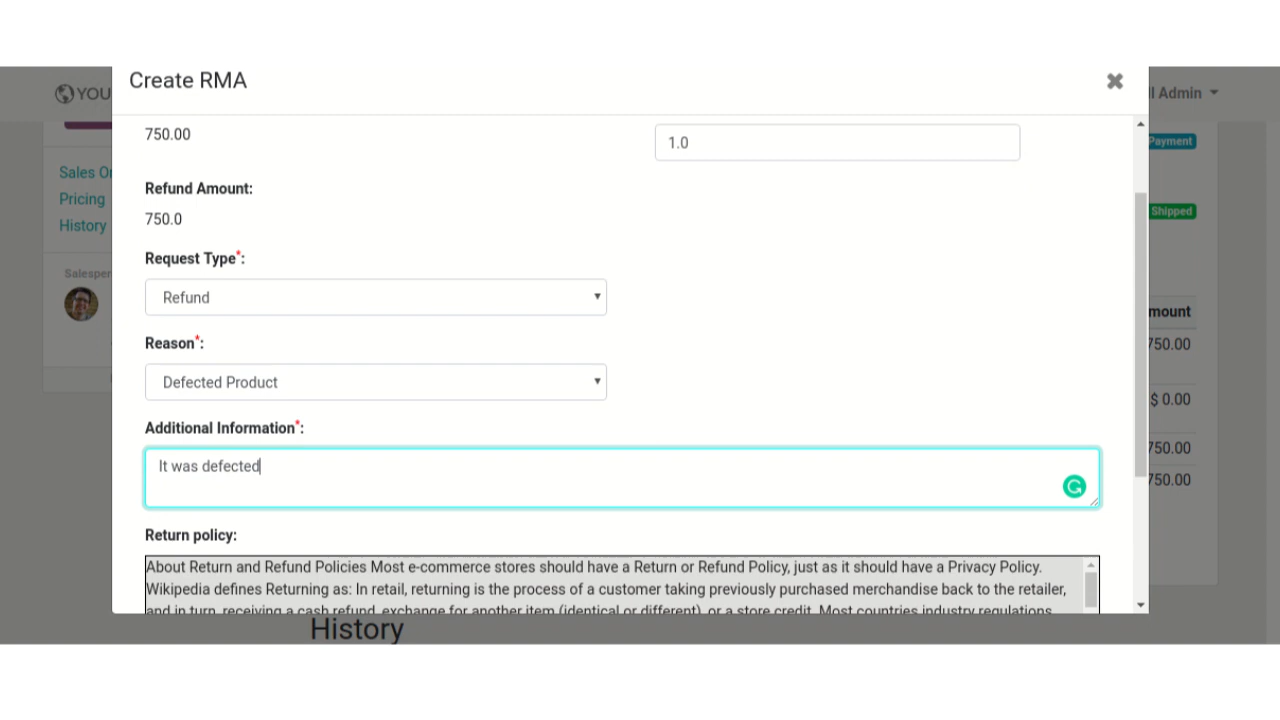 Create RMA
YOU
l Admin
750.00
1.0
Payment
Sales Or
Refund Amount:
Pricing
750.0
Shipped
History
Request Type*:
Salesper
Refund
mount
Reason*:
750.00
Defected Product
$ 0.00
Additional Information*:
750.00
It was defected
750.00
Return policy:
About Return and Refund Policies Most e-commerce stores should have a Return or Refund Policy, just as it should have a Privacy Policy.
Wikipedia defines Returning as: In retail, returning is the process of a customer taking previously purchased merchandise back to the retailer,
and in turn, receiving a cash refund, exchange for another item (identical or different), or a store credit. Most countries industry regulations
History